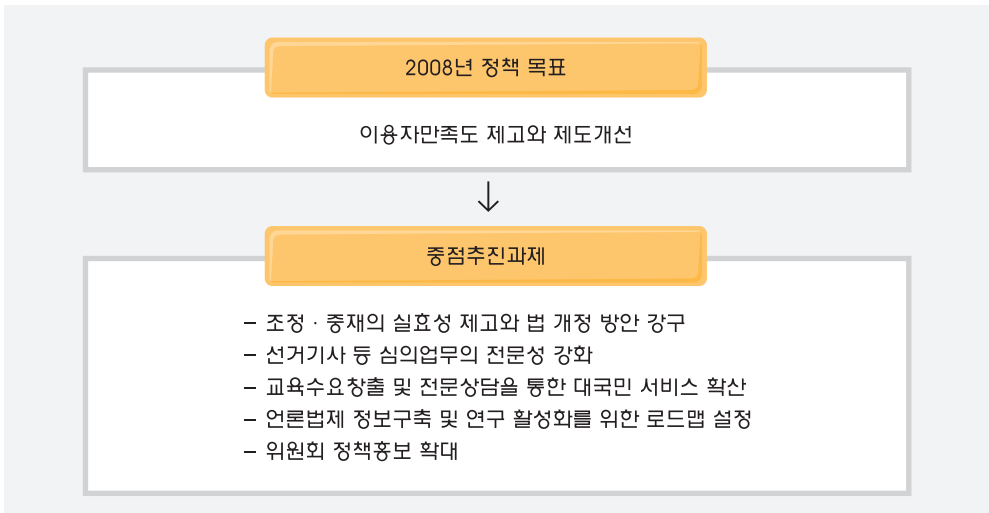 2008년 정책 목표
이용자만족도 제고와 제도개선
중점추진과제
– 조정 · 중재의 실효성 제고와 법 개정 방안 강구
– 선거기사 등 심의업무의 전문성 강화
– 교육수요창출 및 전문상담을 통한 대국민 서비스 확산
– 언론법제 정보구축 및 연구 활성화를 위한 로드맵 설정
– 위원회 정책홍보 확대